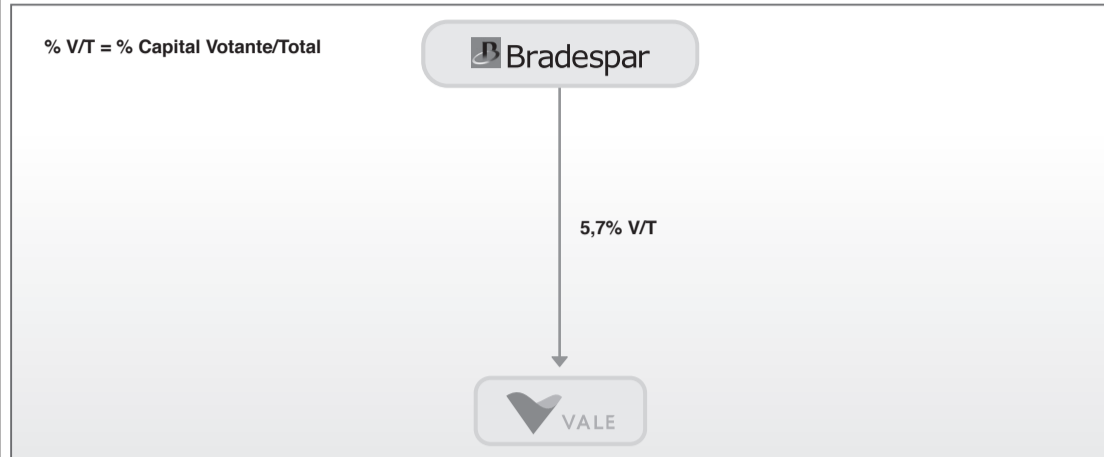 % V/T = % Capital Votante/Total
Bradespar
5,7% V/T
VALE